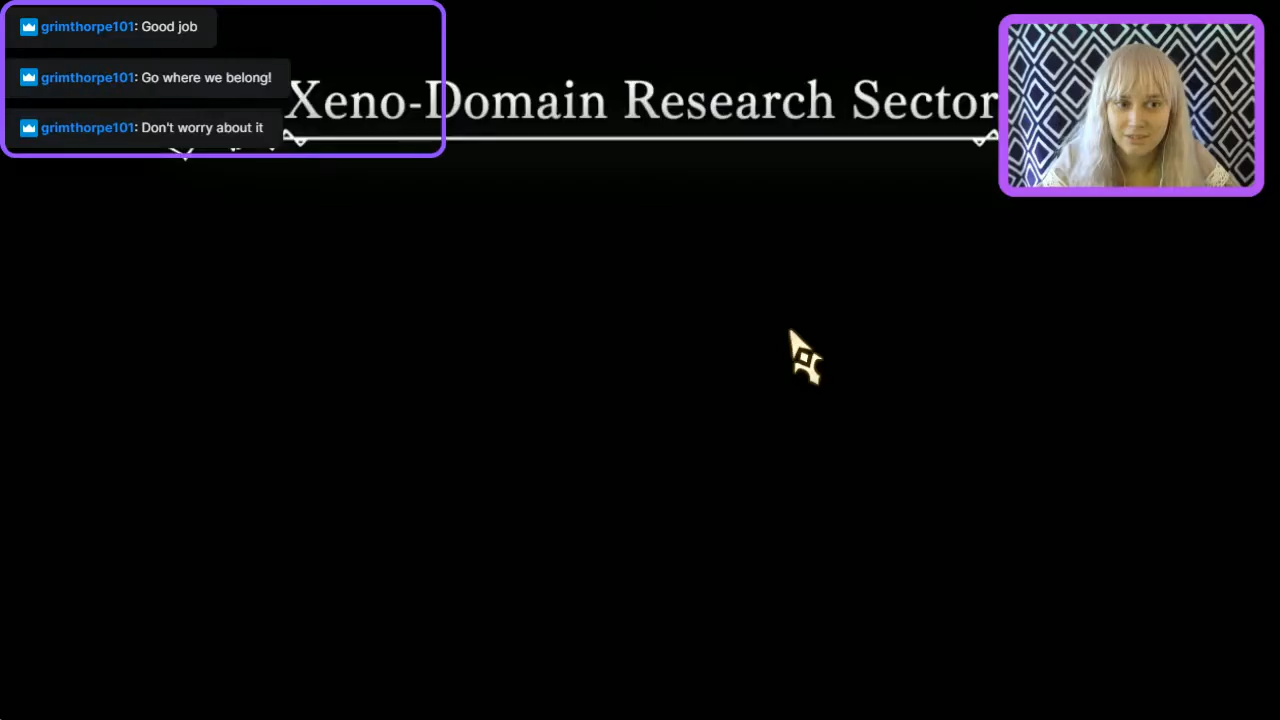 grimthorpe101: Good job
grimthorpe101: Go where we belong!
grimthorpe101: Don't worry about it
Xeno-Domain Research Sector